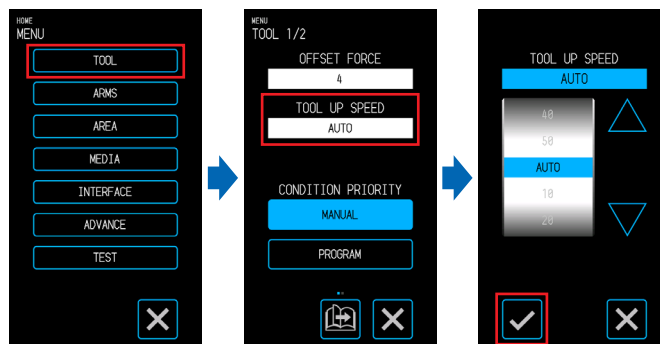 HOME
MENU
TOOL
ARMS
AREA
MEDIA
INTERFACE
ADVANCE
TEST
MENU
TOOL 1/2
OFFSET FORCE
4
TOOL UP SPEED
AUTO
CONDITION PRIORITY
MANUAL
PROGRAM
TOOL UP SPEED
AUTO
40
50
AUTO
10
20